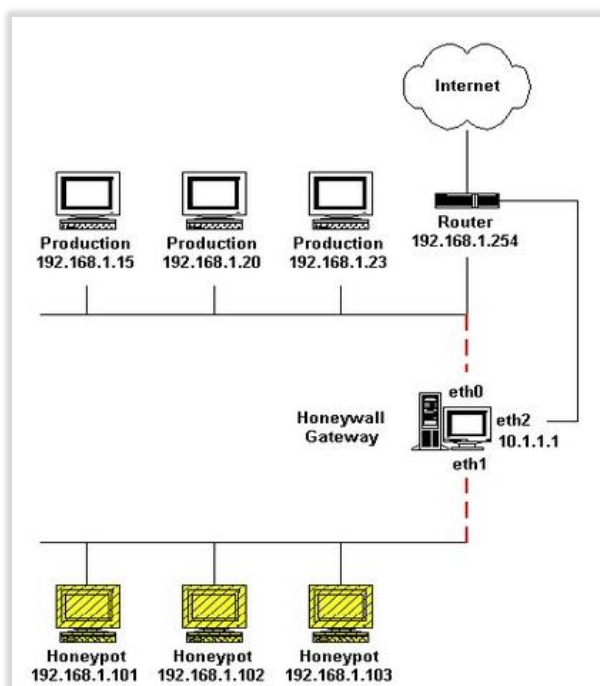 Internet
Router
192.168.1.254
Production
192.168.1.15
Production
192.168.1.20
Production
192.168.1.23
eth0
Honeywall
Gateway
eth2
10.1.1.1
eth1
Honeypot
192.168.1.101
Honeypot
192.168.1.102
Honeypot
192.168.1.103